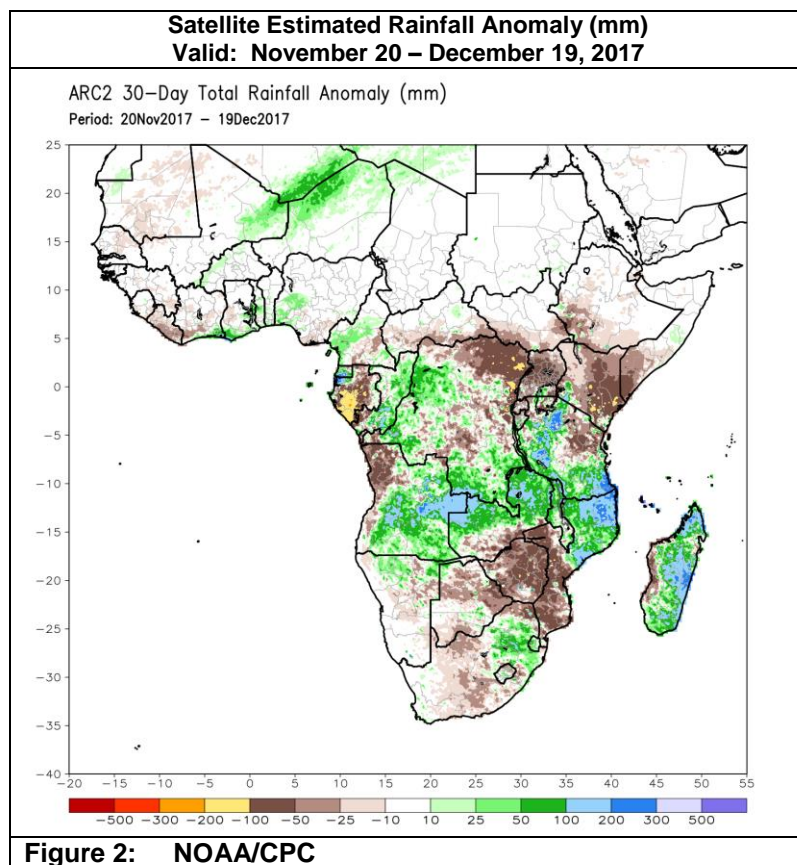 Satellite Estimated Rainfall Anomaly (mm)
Valid: November 20 – December 19, 2017
ARC2 30-Day Total Rainfall Anomaly (mm)
Period: 20Nov2017 – 19Dec2017
25
20
15
10
5
0
-5
-10
-15
-20
-25
-30
-35
-40
-20 -15 -10 -5 0 5 10 15 20 25 30 35 40 45 50 55
-500 -300 -200 -100 -50 -25 -10 10 25 50 100 200 300 500
Figure 2: NOAA/CPC